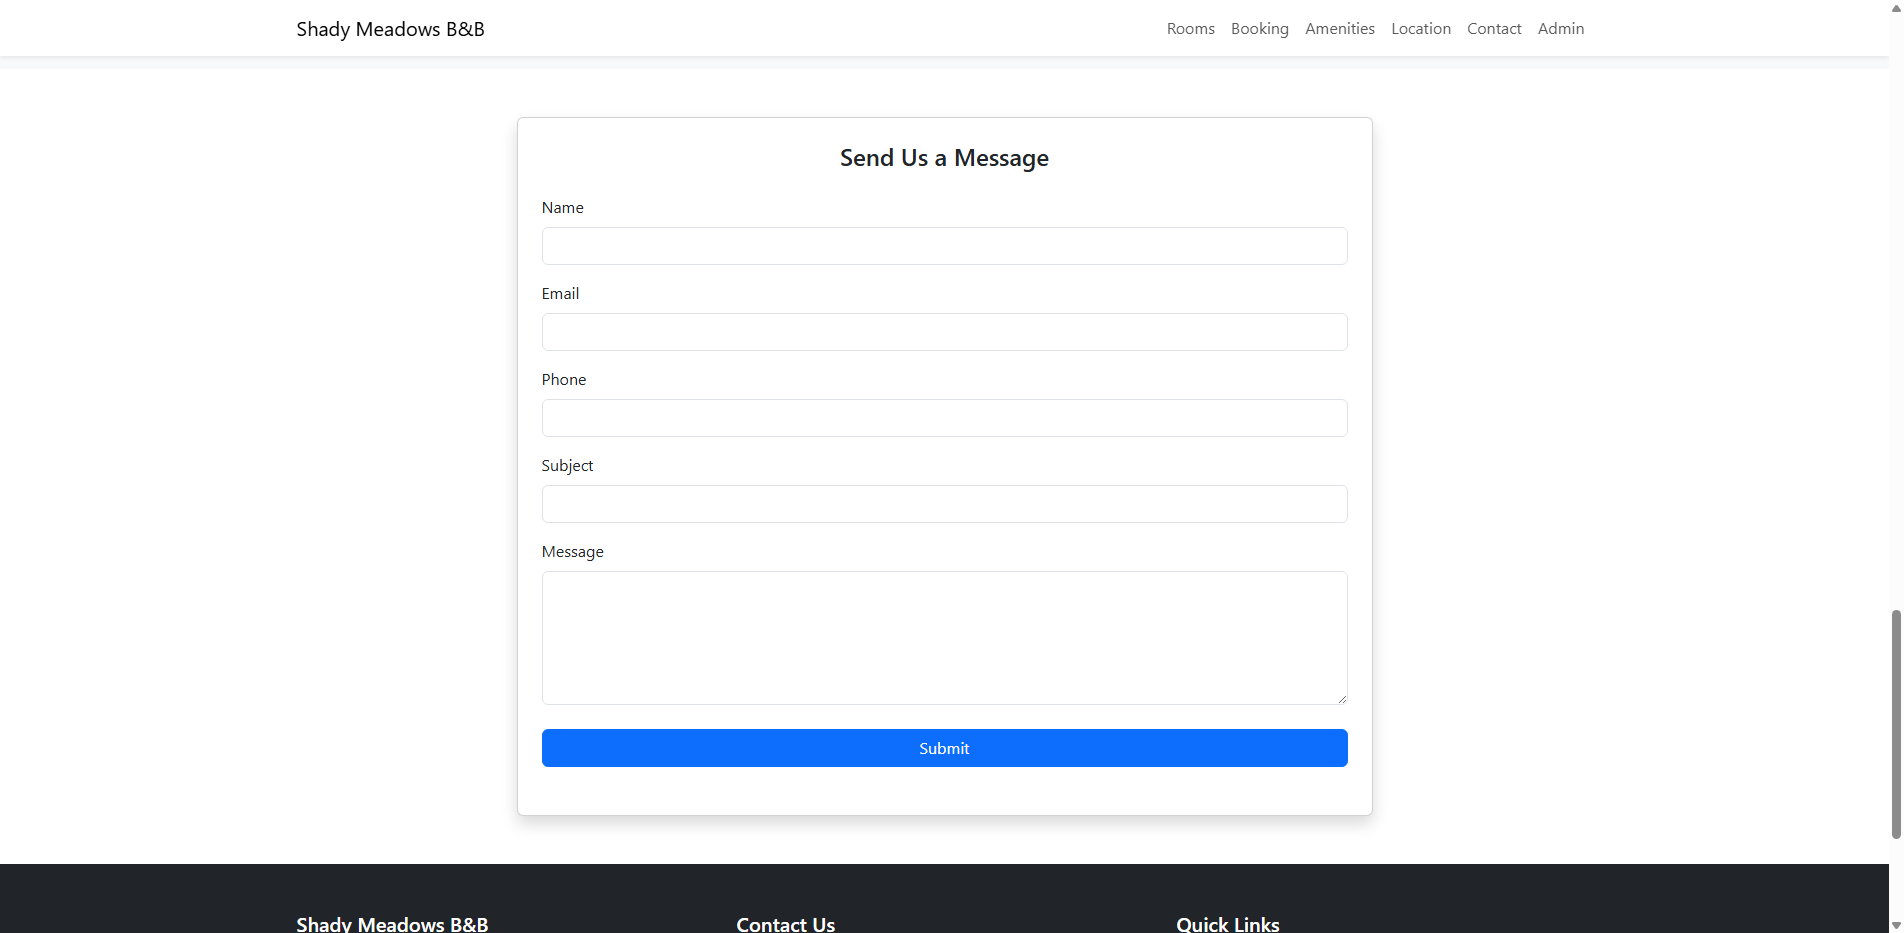 Shady Meadows B&B
Rooms Booking Amenities Location Contact Admin
Send Us a Message
Name
Email
Phone
Subject
Message
Submit
Shady Meadows B&B
Contact Us
Quick Links